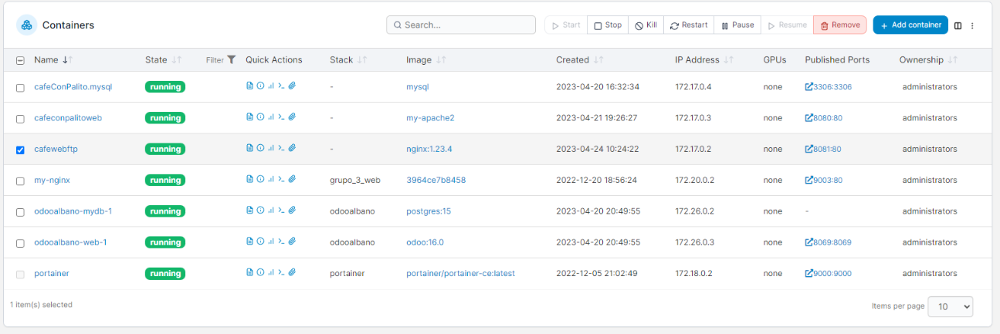 Containers
Search...
Start Stop Kill Restart Pause Resume Remove + Add container
Name State Filter Quick Actions Stack Image Created IP Address GPUs Published Ports Ownership
cafeConPalito.mysql running - mysql 2023-04-20 16:32:34 172.17.0.4 none 3306:3306 administrators
cafeconpalitoweb running - my-apache2 2023-04-21 19:26:27 172.17.0.3 none 8080:80 administrators
cafewebftp running - nginx:1.23.4 2023-04-24 10:24:22 172.17.0.2 none 8081:80 administrators
my-nginx running grupo_3_web 3964ce7b8458 2022-12-20 18:56:24 172.20.0.2 none 9003:80 administrators
odooalbano-mydb-1 running odooalbano postgres:15 2023-04-20 20:49:55 172.26.0.2 none - administrators
odooalbano-web-1 running odooalbano odoo:16.0 2023-04-20 20:49:55 172.26.0.3 none 8069:8069 administrators
portainer running portainer portainer/portainer-ce:latest 2022-12-05 21:02:49 172.18.0.2 none 9000:9000 administrators
1 item(s) selected
Items per page 10